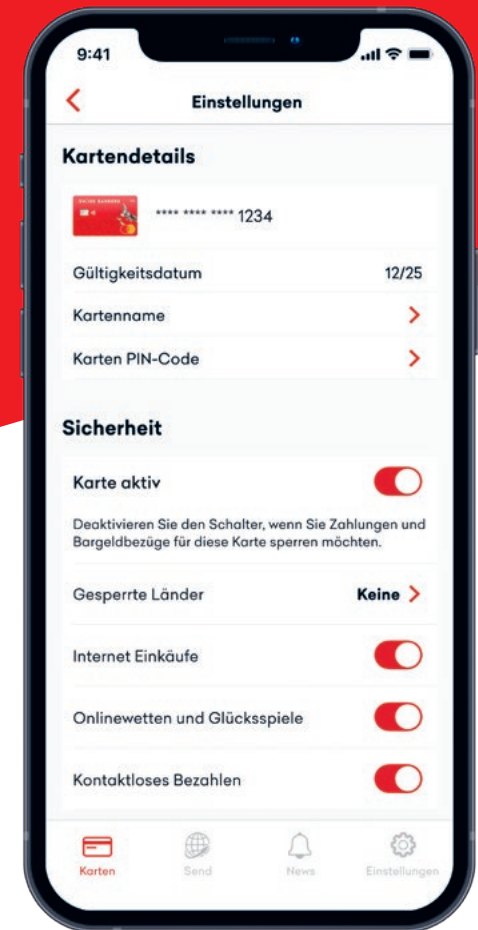 9:41
Einstellungen
Kartendetails
**** **** **** 1234
Gültigkeitsdatum 12/25
Kartenname
Karten PIN-Code
Sicherheit
Karte aktiv
Deaktivieren Sie den Schalter, wenn Sie Zahlungen und
Bargeldbezüge für diese Karte sperren möchten.
Gesperrte Länder Keine
Internet Einkäufe
Onlinewetten und Glücksspiele
Kontaktloses Bezahlen
Karten Send News Einstellungen